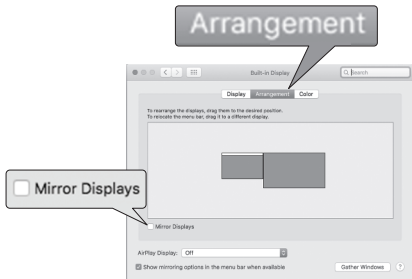 Arrangement
Built-in Display
Search
Display Arrangement Color
To rearrange the displays, drag them to the desired position.
To relocate the menu bar, drag it to a different display.
Mirror Displays
Mirror Displays
AirPlay Display: Off
Show mirroring options in the menu bar when available
Gather Windows ?